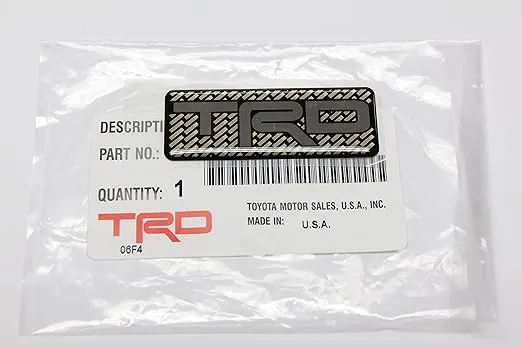 TRD
DESCRIPTI
PART NO.:
QUANTITY: 1
TRD
06F4
TOYOTA MOTOR SALES, U.S.A., INC.
MADE IN: U.S.A.